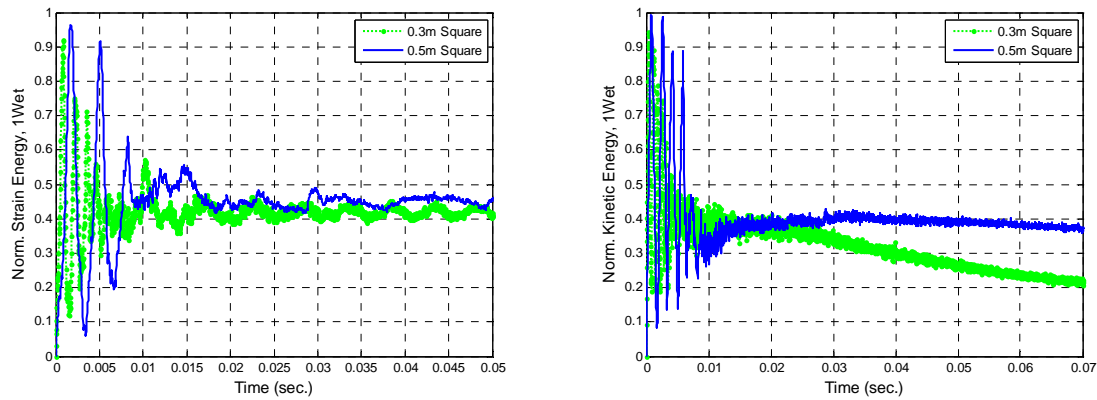 Norm. Strain Energy, 1Wet
1
0.9
0.8
0.7
0.6
0.5
0.4
0.3
0.2
0.1
0
0 0.005 0.01 0.015 0.02 0.025 0.03 0.035 0.04 0.045 0.05
Time (sec.)
0.3m Square
0.5m Square
Norm. Kinetic Energy, 1Wet
1
0.9
0.8
0.7
0.6
0.5
0.4
0.3
0.2
0.1
0
0 0.01 0.02 0.03 0.04 0.05 0.06 0.07
Time (sec.)
0.3m Square
0.5m Square